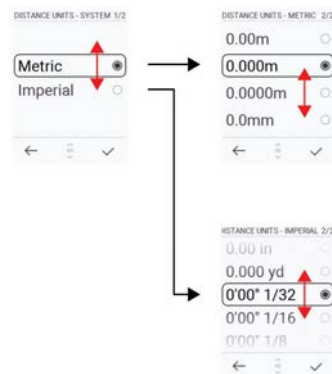 DISTANCE UNITS - SYSTEM 1/2
Metric
Imperial
DISTANCE UNITS - METRIC 2/2
0.00m
0.000m
0.0000m
0.0mm
ISTANCE UNITS - IMPERIAL 2/2
0.00 in
0.000 yd
0'00" 1/32
0'00" 1/16
0'00" 1/8